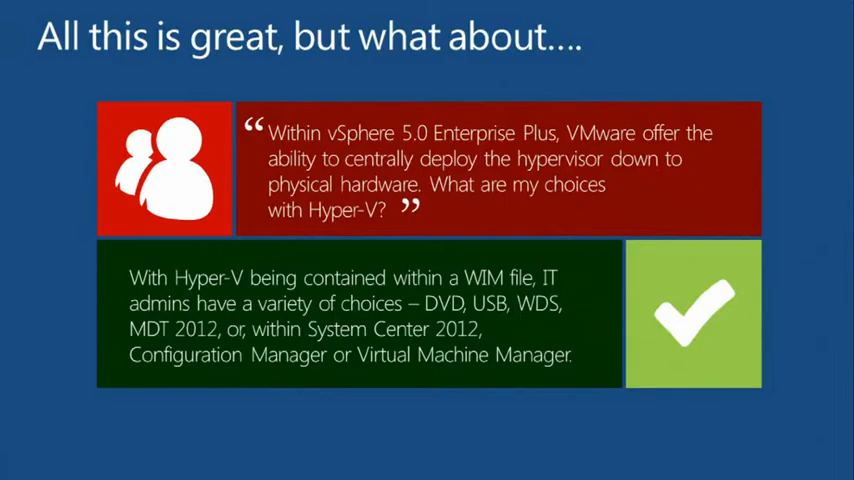 All this is great, but what about....
“ Within vSphere 5.0 Enterprise Plus, VMware offer the
ability to centrally deploy the hypervisor down to
physical hardware. What are my choices
with Hyper-V? ”
With Hyper-V being contained within a WIM file, IT
admins have a variety of choices – DVD, USB, WDS,
MDT 2012, or, within System Center 2012,
Configuration Manager or Virtual Machine Manager.